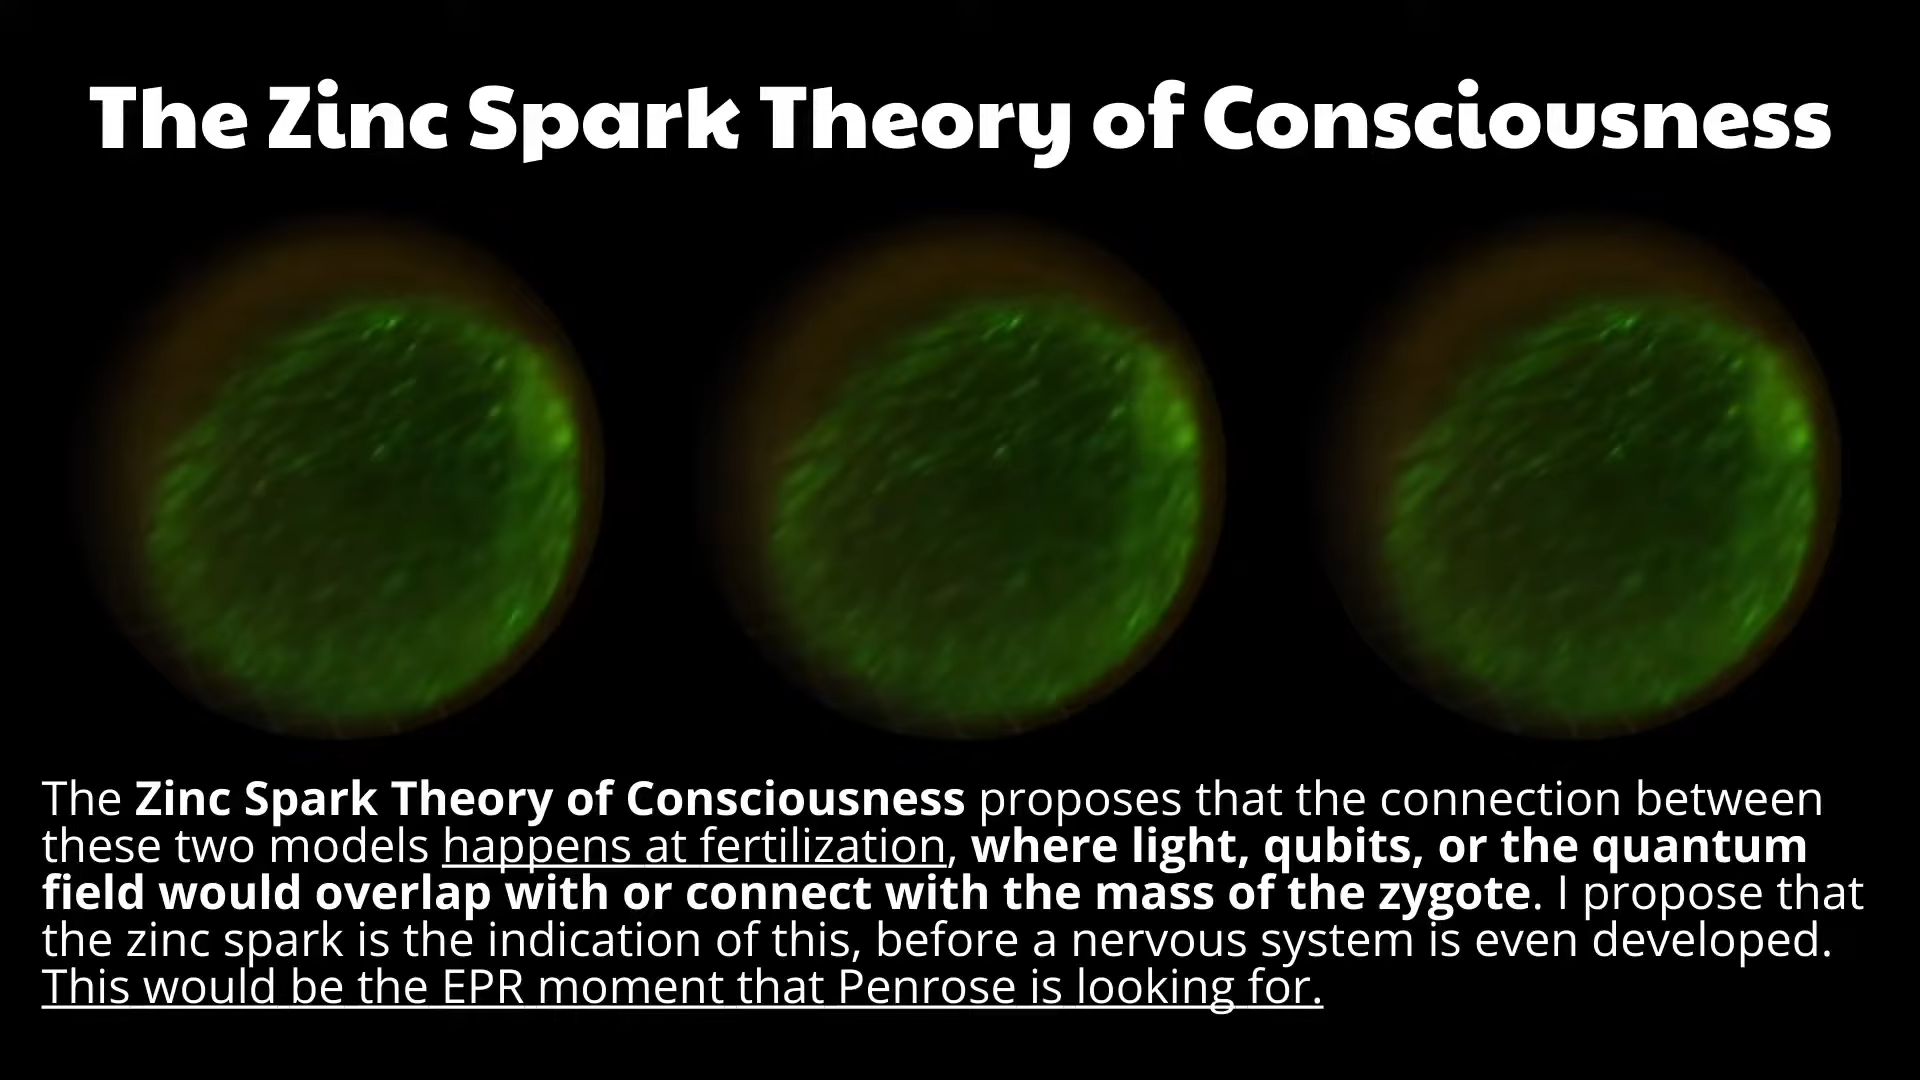 The Zinc Spark Theory of Consciousness
The Zinc Spark Theory of Consciousness proposes that the connection between
these two models happens at fertilization, where light, qubits, or the quantum
field would overlap with or connect with the mass of the zygote. I propose that
the zinc spark is the indication of this, before a nervous system is even developed.
This would be the EPR moment that Penrose is looking for.